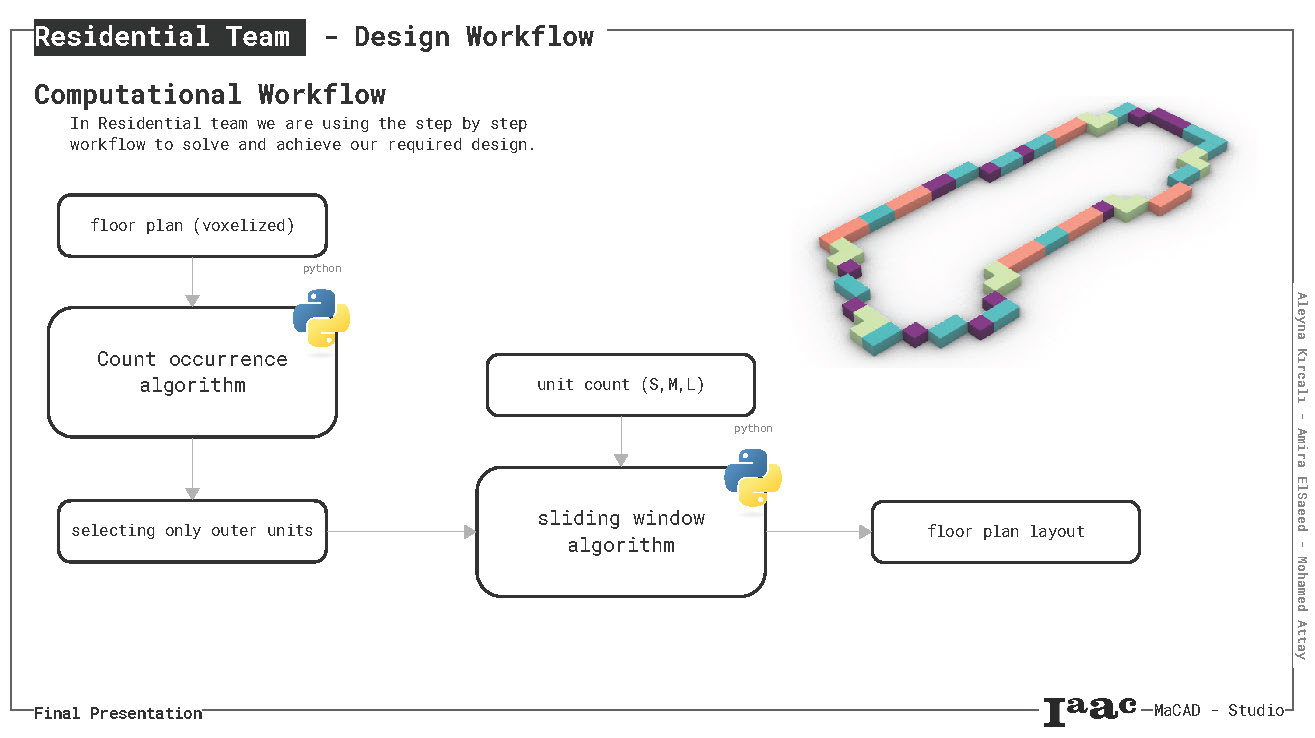 Residential Team - Design Workflow
Computational Workflow
In Residential team we are using the step by step
workflow to solve and achieve our required design.
floor plan (voxelized)
python
Count occurrence
algorithm
selecting only outer units
unit count (S,M,L)
python
sliding window
algorithm
floor plan layout
Aleyna Kırcalı - Amira ElSaeed - Mohamed Attay
Final Presentation
Iaac
MaCAD - Studio